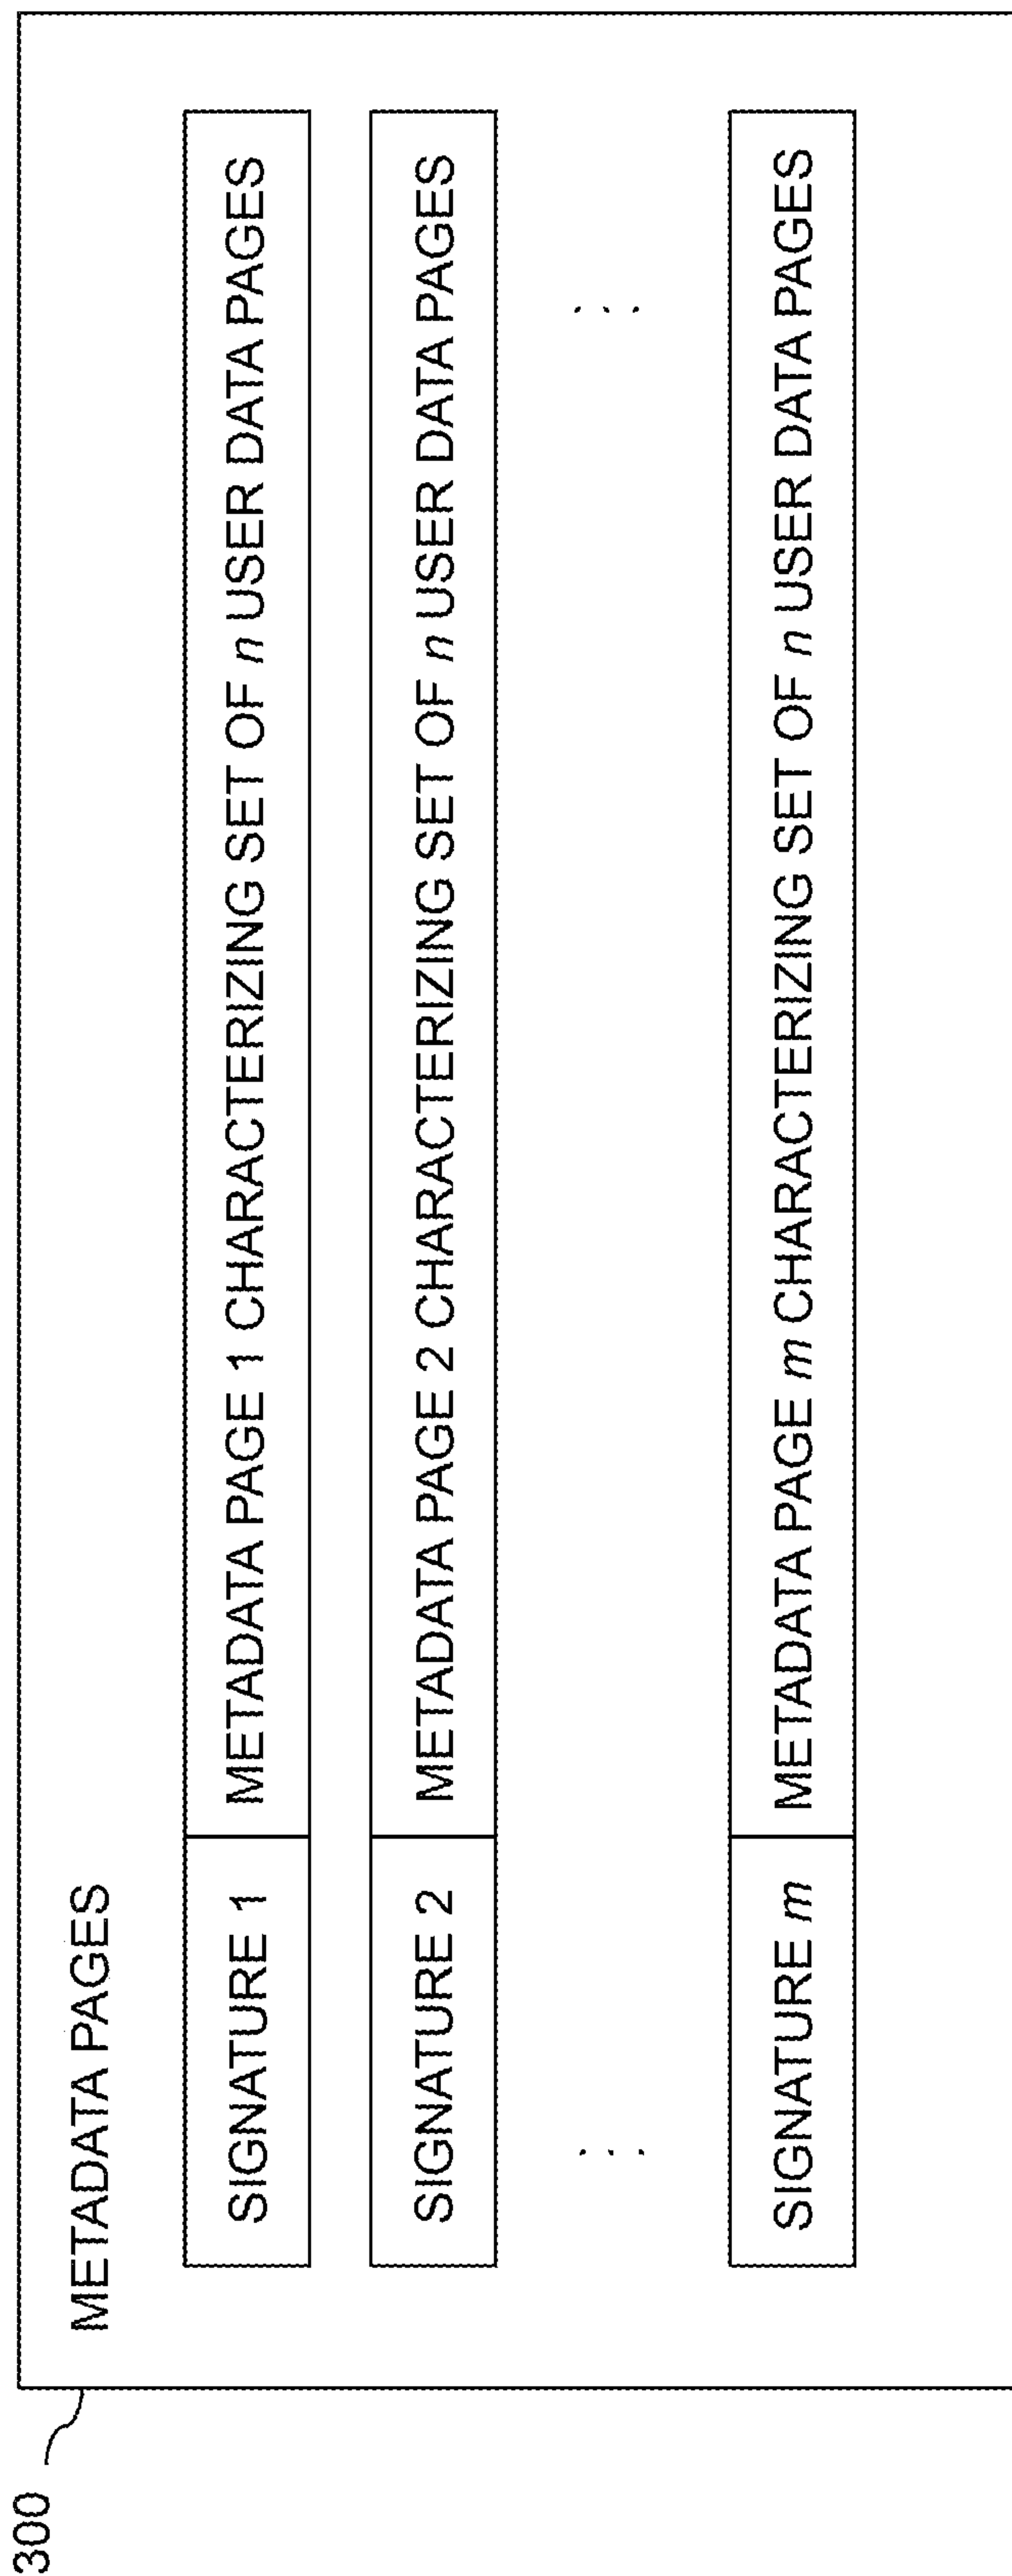 300
METADATA PAGES
SIGNATURE 1 METADATA PAGE 1 CHARACTERIZING SET OF n USER DATA PAGES
SIGNATURE 2 METADATA PAGE 2 CHARACTERIZING SET OF n USER DATA PAGES
. . . . . .
SIGNATURE m METADATA PAGE m CHARACTERIZING SET OF n USER DATA PAGES